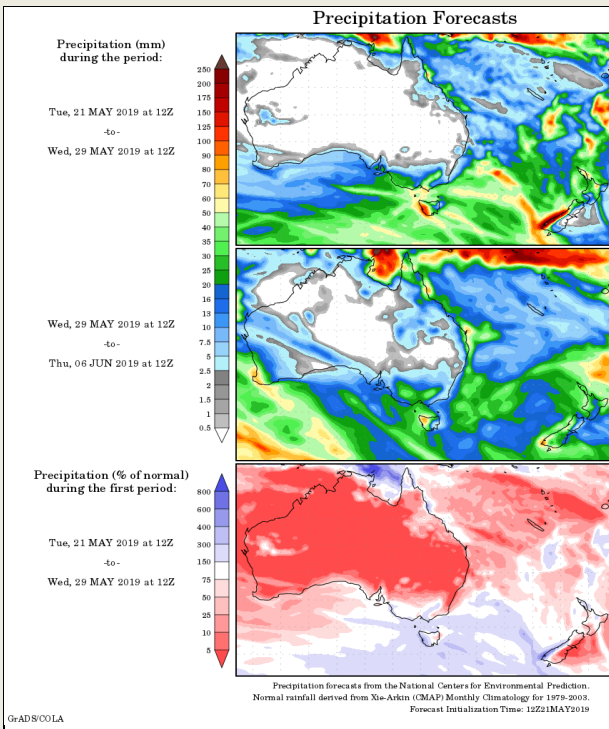 Precipitation Forecasts
Precipitation (mm)
during the period:
Tue, 21 MAY 2019 at 12Z
-to-
Wed, 29 MAY 2019 at 12Z
250
200
175
150
125
100
90
80
70
60
50
40
35
30
25
20
16
13
10
7.5
5
2.5
2
1.5
1
0.5
Wed, 29 MAY 2019 at 12Z
-to-
Thu, 06 JUN 2019 at 12Z
Precipitation (% of normal)
during the first period:
Tue, 21 MAY 2019 at 12Z
-to-
Wed, 29 MAY 2019 at 12Z
800
600
400
300
150
75
50
25
10
5
Precipitation forecasts from the National Centers for Environmental Prediction.
Normal rainfall derived from Xie-Arkin (CMAP) Monthly Climatology for 1979-2003.
Forecast Initialization Time: 12Z21MAY2019
GrADS/COLA